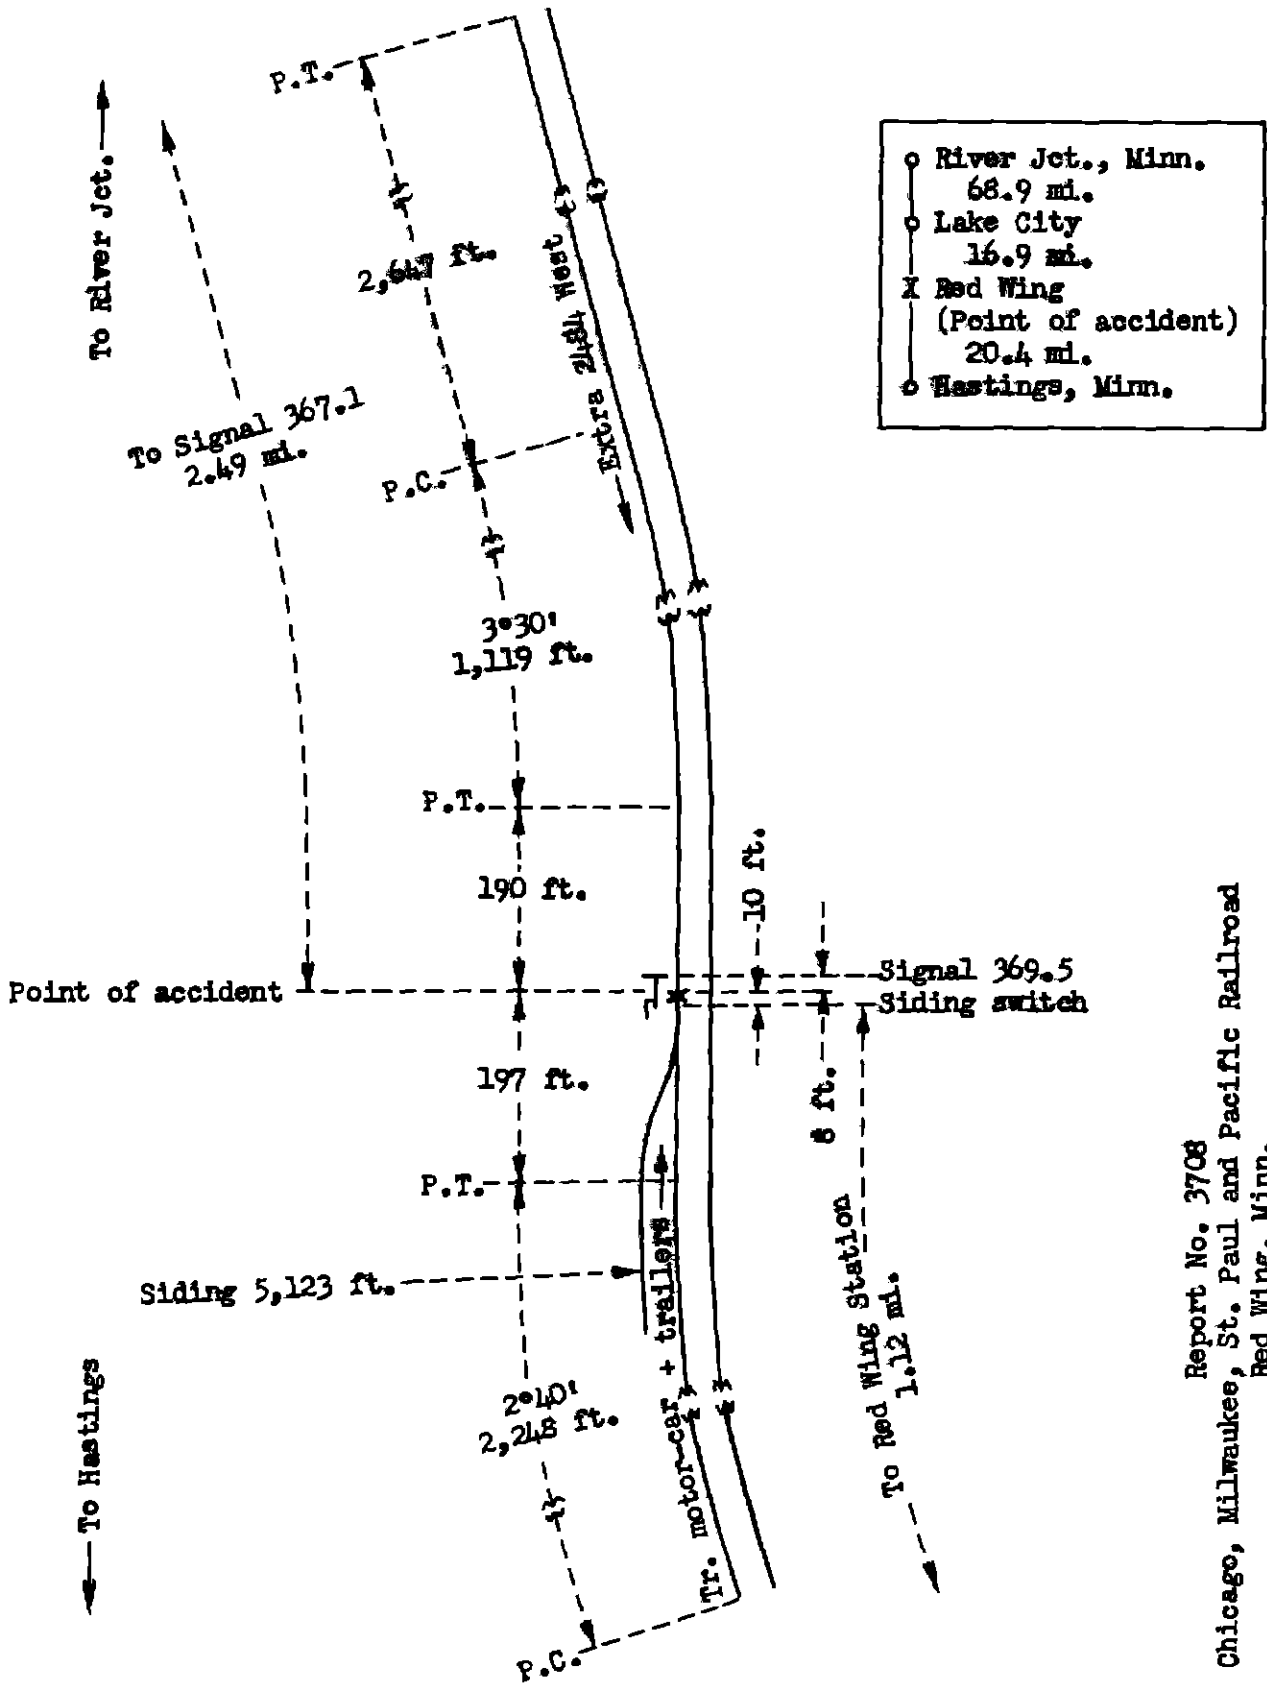 P.T.
To River Jct.
2,647 ft.
Extra 2484 West
River Jct., Minn.
68.9 mi.
Lake City
16.9 mi.
X Red Wing
(Point of accident)
20.4 mi.
Hastings, Minn.
To Signal 367.1
2.49 mi.
P.C.
3°30'
1,119 ft.
P.T.
190 ft.
10 ft.
Point of accident
Signal 369.5
Siding switch
197 ft.
8 ft.
P.T.
Siding 5,123 ft.
Tr. motor-car + trailers
To Red Wing Station
1.12 mi.
2°40'
2,248 ft.
To Hastings
P.C.
Report No. 3708
Chicago, Milwaukee, St. Paul and Pacific Railroad
Red Wing, Minn.